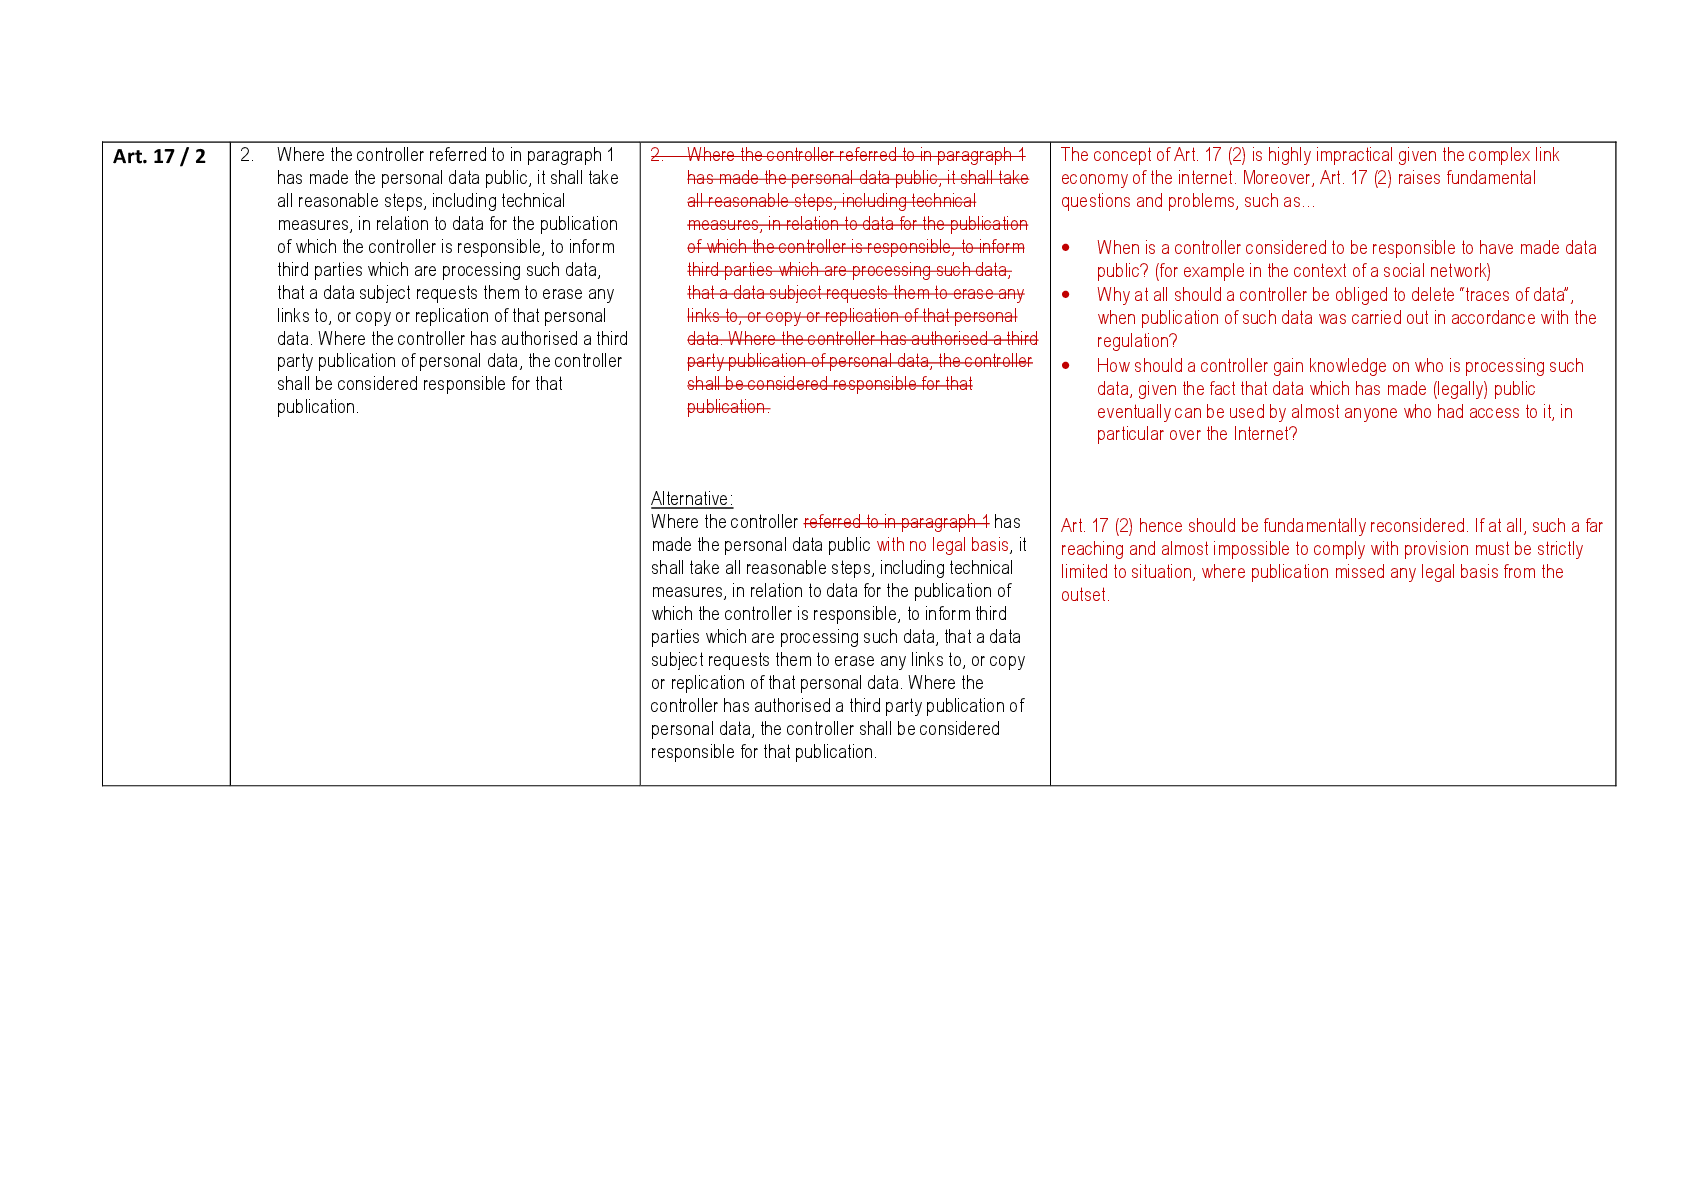 Art. 17 / 2
2. Where the controller referred to in paragraph 1
has made the personal data public, it shall take
all reasonable steps, including technical
measures, in relation to data for the publication
of which the controller is responsible, to inform
third parties which are processing such data,
that a data subject requests them to erase any
links to, or copy or replication of that personal
data. Where the controller has authorised a third
party publication of personal data, the controller
shall be considered responsible for that
publication.
2. Where the controller referred to in paragraph 1
has made the personal data public, it shall take
all reasonable steps, including technical
measures, in relation to data for the publication
of which the controller is responsible, to inform
third parties which are processing such data,
that a data subject requests them to erase any
links to, or copy or replication of that personal
data. Where the controller has authorised a third
party publication of personal data, the controller
shall be considered responsible for that
publication.
Alternative:
Where the controller referred to in paragraph 1 has
made the personal data public with no legal basis, it
shall take all reasonable steps, including technical
measures, in relation to data for the publication of
which the controller is responsible, to inform third
parties which are processing such data, that a data
subject requests them to erase any links to, or copy
or replication of that personal data. Where the
controller has authorised a third party publication of
personal data, the controller shall be considered
responsible for that publication.
The concept of Art. 17 (2) is highly impractical given the complex link
economy of the internet. Moreover, Art. 17 (2) raises fundamental
questions and problems, such as...
• When is a controller considered to be responsible to have made data
public? (for example in the context of a social network)
• Why at all should a controller be obliged to delete “traces of data”,
when publication of such data was carried out in accordance with the
regulation?
• How should a controller gain knowledge on who is processing such
data, given the fact that data which has made (legally) public
eventually can be used by almost anyone who had access to it, in
particular over the Internet?
Art. 17 (2) hence should be fundamentally reconsidered. If at all, such a far
reaching and almost impossible to comply with provision must be strictly
limited to situation, where publication missed any legal basis from the
outset.